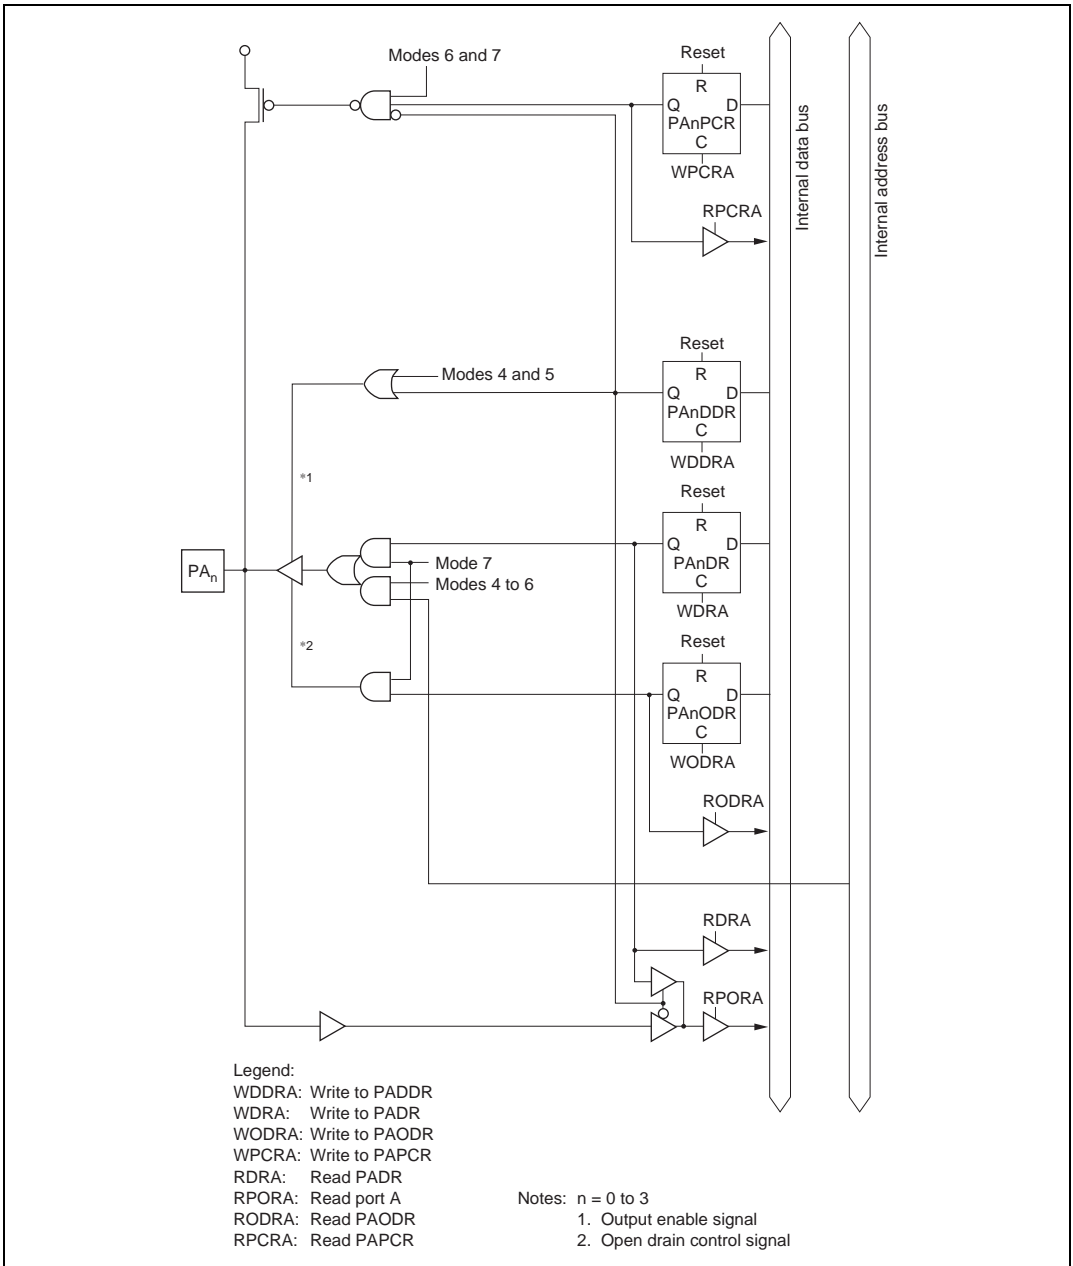 Modes 6 and 7
Reset
R
Q D
PAnPCR
C
WPCRA
RPCRA
Internal data bus
Internal address bus
Reset
R
Modes 4 and 5
Q D
PAnDDR
C
WDDRA
*1
Reset
R
Q D
PAnDR
C
WDRA
Mode 7
Modes 4 to 6
PAn
*2
Reset
R
Q D
PAnODR
C
WODRA
RODRA
RDRA
RPORA
Legend:
WDDRA: Write to PADDR
WDRA: Write to PADR
WODRA: Write to PAODR
WPCRA: Write to PAPCR
RDRA: Read PADR
RPORA: Read port A
RODRA: Read PAODR
RPCRA: Read PAPCR
Notes: n = 0 to 3
1. Output enable signal
2. Open drain control signal